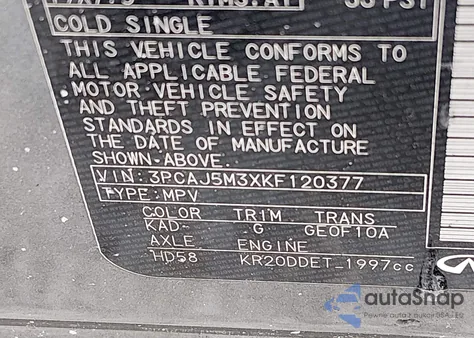 COLD SINGLE
THIS VEHICLE CONFORMS TO
ALL APPLICABLE FEDERAL
MOTOR VEHICLE SAFETY
AND THEFT PREVENTION
STANDARDS IN EFFECT ON
THE DATE OF MANUFACTURE
SHOWN ABOVE.
VIN: 3PCAJ5M3XKF120377
TYPE: MPV
COLOR TRIM TRANS
KAD- G GE0F10A
AXLE ENGINE
HD58 KR20DDET-1997cc
autoSnap